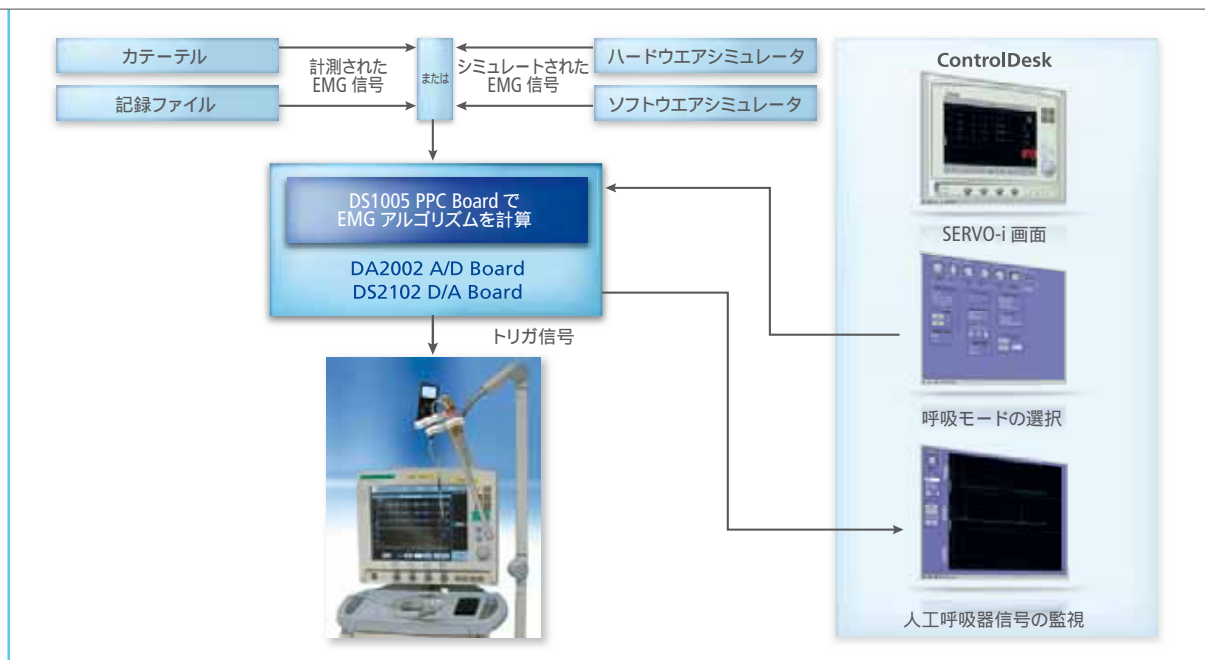 カテーテル
記録ファイル
計測された
EMG 信号
または
シミュレートされた
EMG 信号
ハードウエアシミュレータ
ソフトウエアシミュレータ
DS1005 PPC Board で
EMG アルゴリズムを計算
DA2002 A/D Board
DS2102 D/A Board
トリガ信号
ControlDesk
SERVO-i 画面
呼吸モードの選択
人工呼吸器信号の監視